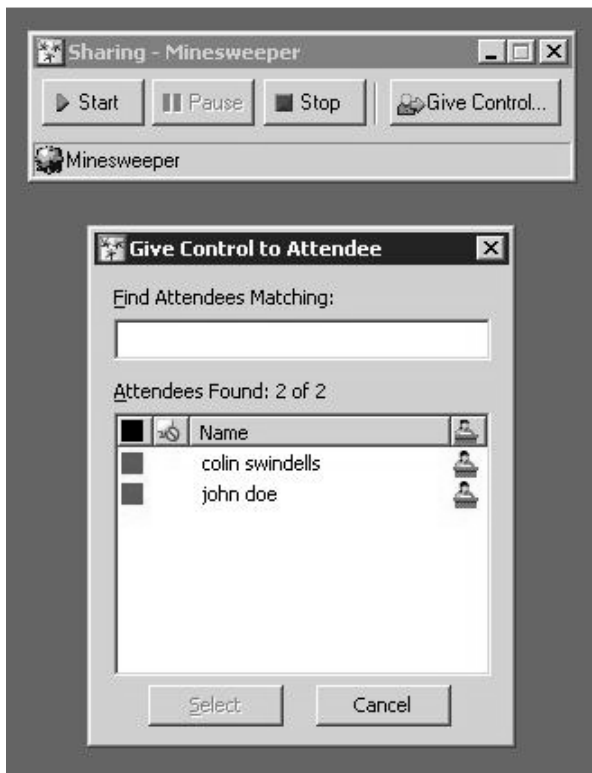 Sharing - Minesweeper
Start Pause Stop Give Control...
Minesweeper
Give Control to Attendee
Find Attendees Matching:
Attendees Found: 2 of 2
Name
colin swindells
john doe
Select Cancel